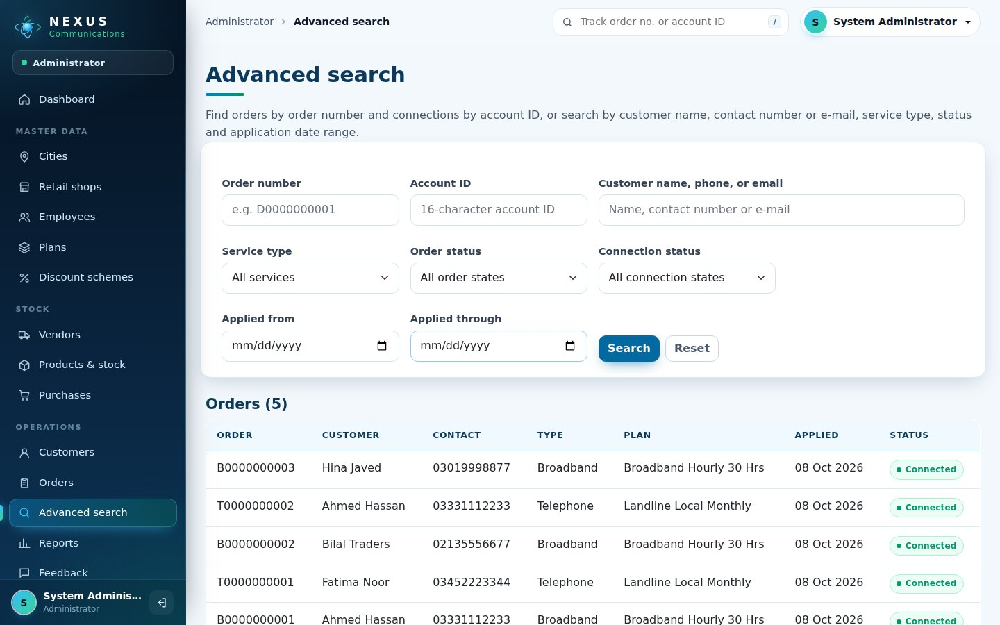 NEXUS
Communications
Administrator
Dashboard
MASTER DATA
Cities
Retail shops
Employees
Plans
Discount schemes
STOCK
Vendors
Products & stock
Purchases
OPERATIONS
Customers
Orders
Advanced search
Reports
Feedback
S
System Adminis...
Administrator
Administrator > Advanced search
Track order no. or account ID
/
S
System Administrator
Advanced search
Find orders by order number and connections by account ID, or search by customer name, contact number or e-mail, service type, status
and application date range.
Order number Account ID Customer name, phone, or email
e.g. D0000000001 16-character account ID Name, contact number or e-mail
Service type Order status Connection status
All services All order states All connection states
Applied from Applied through
mm/dd/yyyy mm/dd/yyyy Search Reset
Orders (5)
ORDER CUSTOMER CONTACT TYPE PLAN APPLIED STATUS
B0000000003 Hina Javed 03019998877 Broadband Broadband Hourly 30 Hrs 08 Oct 2026 Connected
T0000000002 Ahmed Hassan 03331112233 Telephone Landline Local Monthly 08 Oct 2026 Connected
B0000000002 Bilal Traders 02135556677 Broadband Broadband Hourly 30 Hrs 08 Oct 2026 Connected
T0000000001 Fatima Noor 03452223344 Telephone Landline Local Monthly 08 Oct 2026 Connected
B0000000001 Ahmed Hassan 03331112233 Broadband Broadband Hourly 30 Hrs 08 Oct 2026 Connected